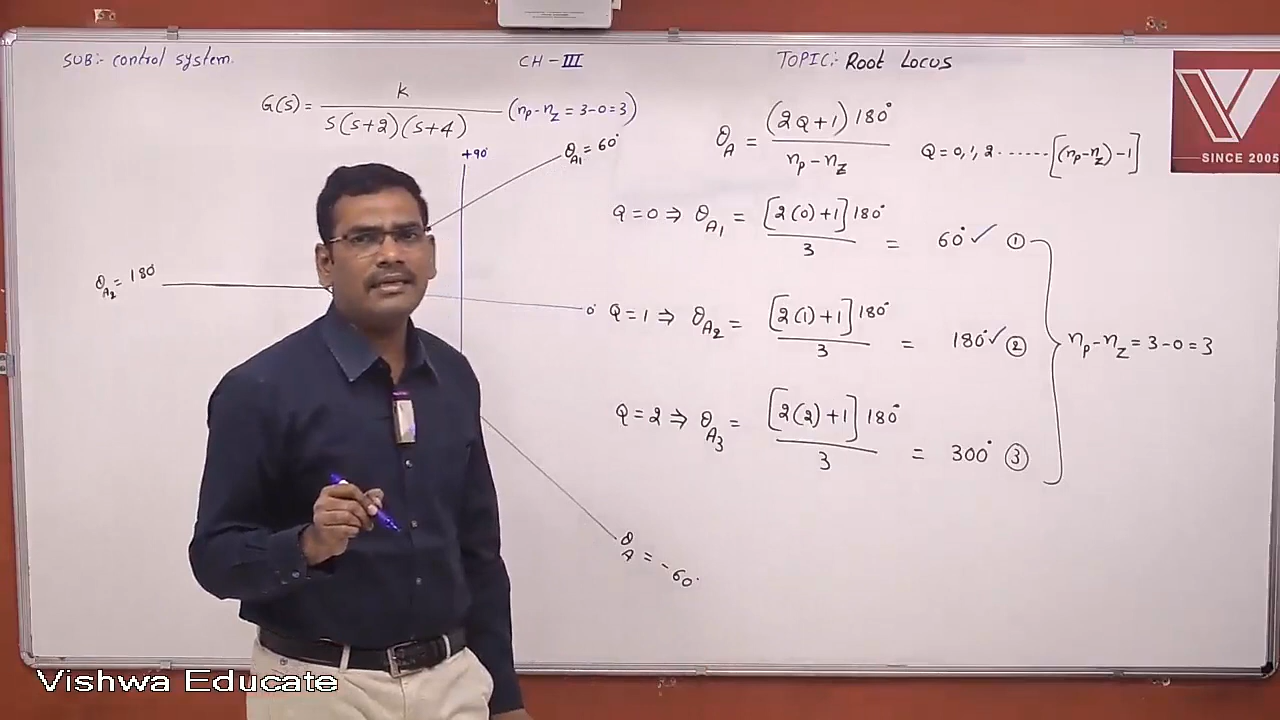 SUB:- control system.
CH - III
TOPIC:- Root Locus
G(s) = K / s(s+2)(s+4) (np-nz = 3-0=3)
+90°
θA1 = 60°
θA2 = 180°
0°
θA = -60°
θA = (2Q+1)180° / np-nz Q=0,1,2 ...... [(np-nz)-1]
Q=0 ⇒ θA1 = [2(0)+1]180° / 3 = 60° ✓ ①
Q=1 ⇒ θA2 = [2(1)+1]180° / 3 = 180° ✓ ②
np-nz = 3-0=3
Q=2 ⇒ θA3 = [2(2)+1]180° / 3 = 300° ③
V
SINCE 2005
Vishwa Educate